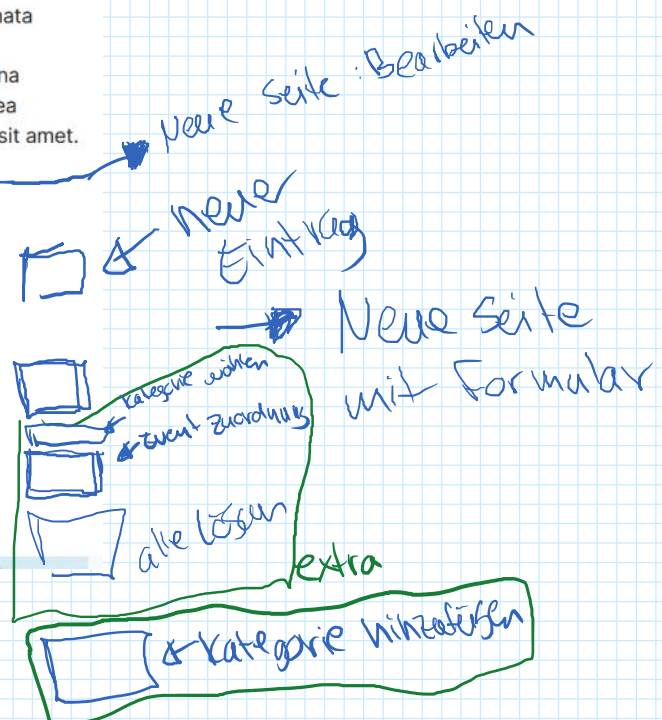 nata
na
ea
sit amet.
Neue Seite : Bearbeiten
neuer
Eintrag
Neue Seite
mit Formular
Kategorie wählen
Event Zuordnung
alle lösen
extra
Kategorie hinzufügen